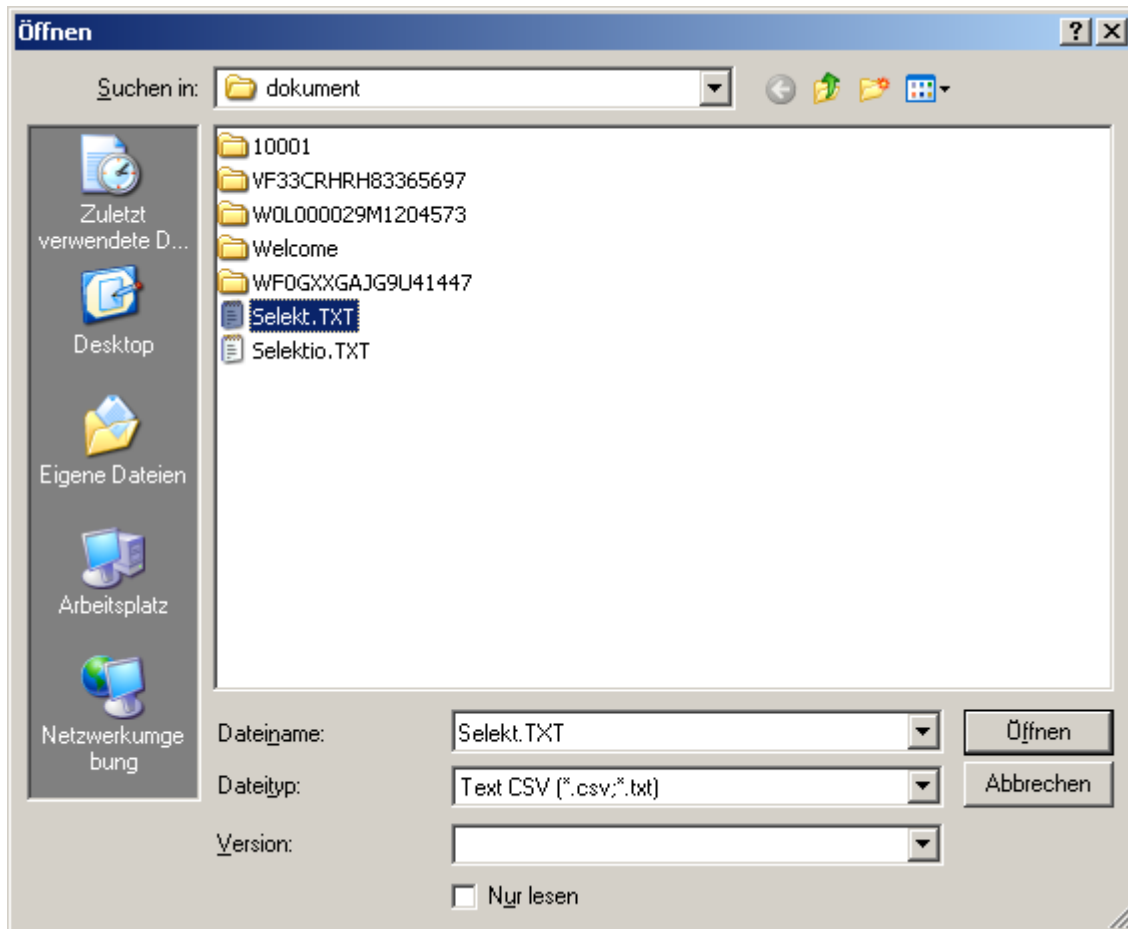 Öffnen
Suchen in:
dokument
Zuletzt
verwendete D...
Desktop
Eigene Dateien
Arbeitsplatz
Netzwerkumge
bung
10001
VF33CRHRH83365697
W0L000029M1204573
Welcome
WF0GXXGAJG9U41447
Selekt.TXT
Selektio.TXT
Dateiname:
Selekt.TXT
Öffnen
Dateityp:
Text CSV (*.csv;*.txt)
Abbrechen
Version:
Nur lesen